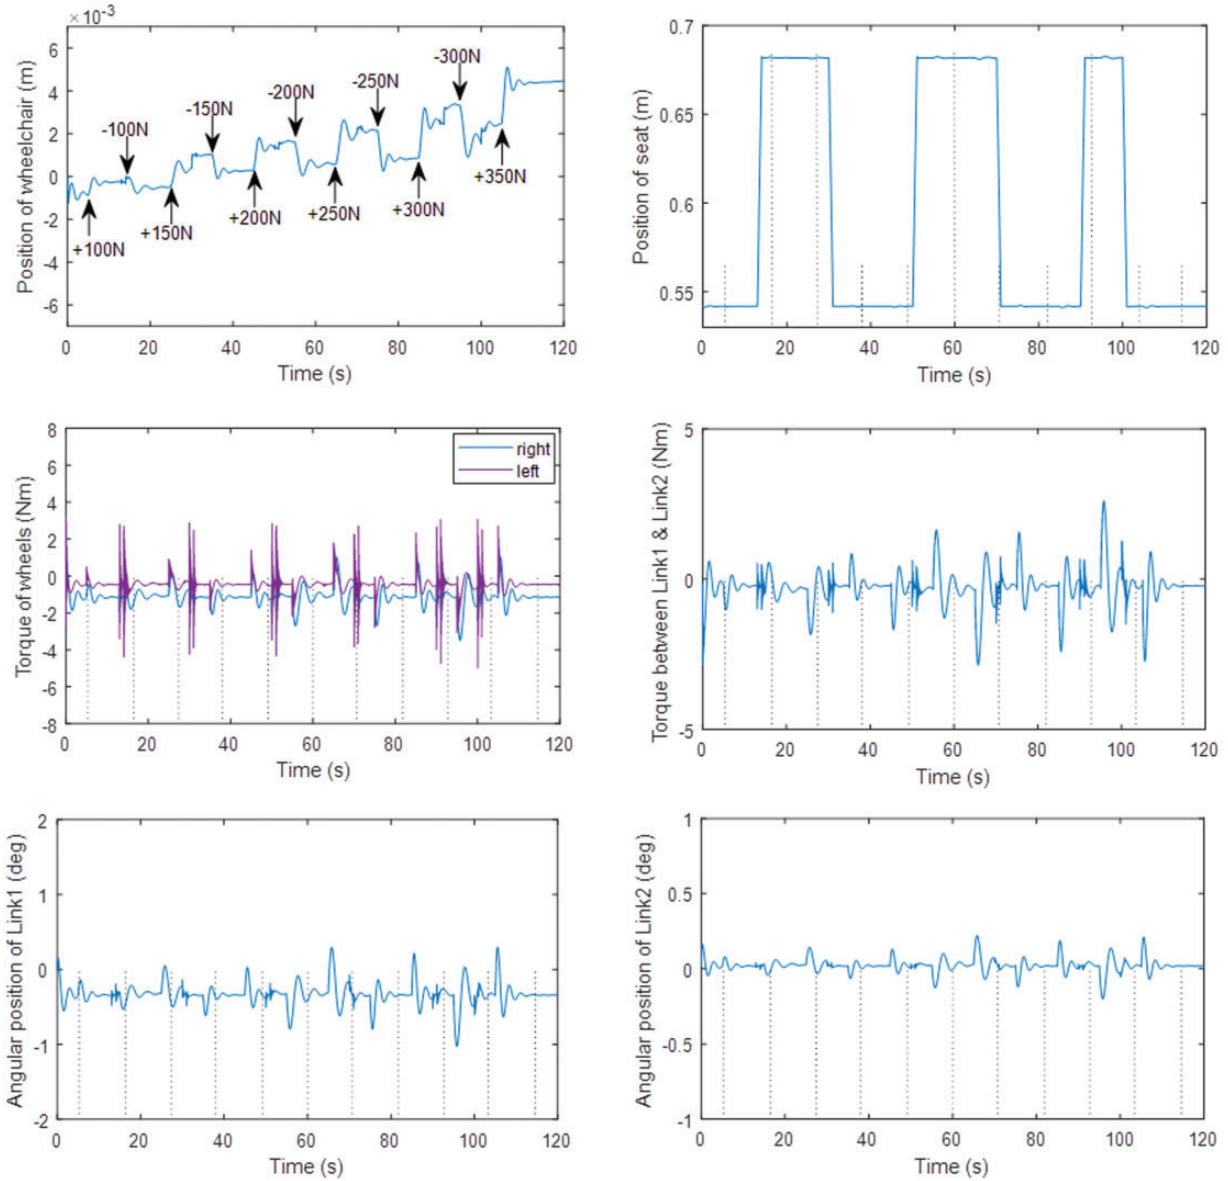 ×10⁻³
Position of wheelchair (m)
6
4
2
0
-2
-4
-6
-100N
-150N
-200N
-250N
-300N
+100N
+150N
+200N
+250N
+300N
+350N
0 20 40 60 80 100 120
Time (s)
Position of seat (m)
0.7
0.65
0.6
0.55
0 20 40 60 80 100 120
Time (s)
Torque of wheels (Nm)
8
6
4
2
0
-2
-4
-6
-8
right
left
0 20 40 60 80 100 120
Time (s)
Torque between Link1 & Link2 (Nm)
5
0
-5
0 20 40 60 80 100 120
Time (s)
Angular position of Link1 (deg)
2
1
0
-1
-2
0 20 40 60 80 100 120
Time (s)
Angular position of Link2 (deg)
1
0.5
0
-0.5
-1
0 20 40 60 80 100 120
Time (s)